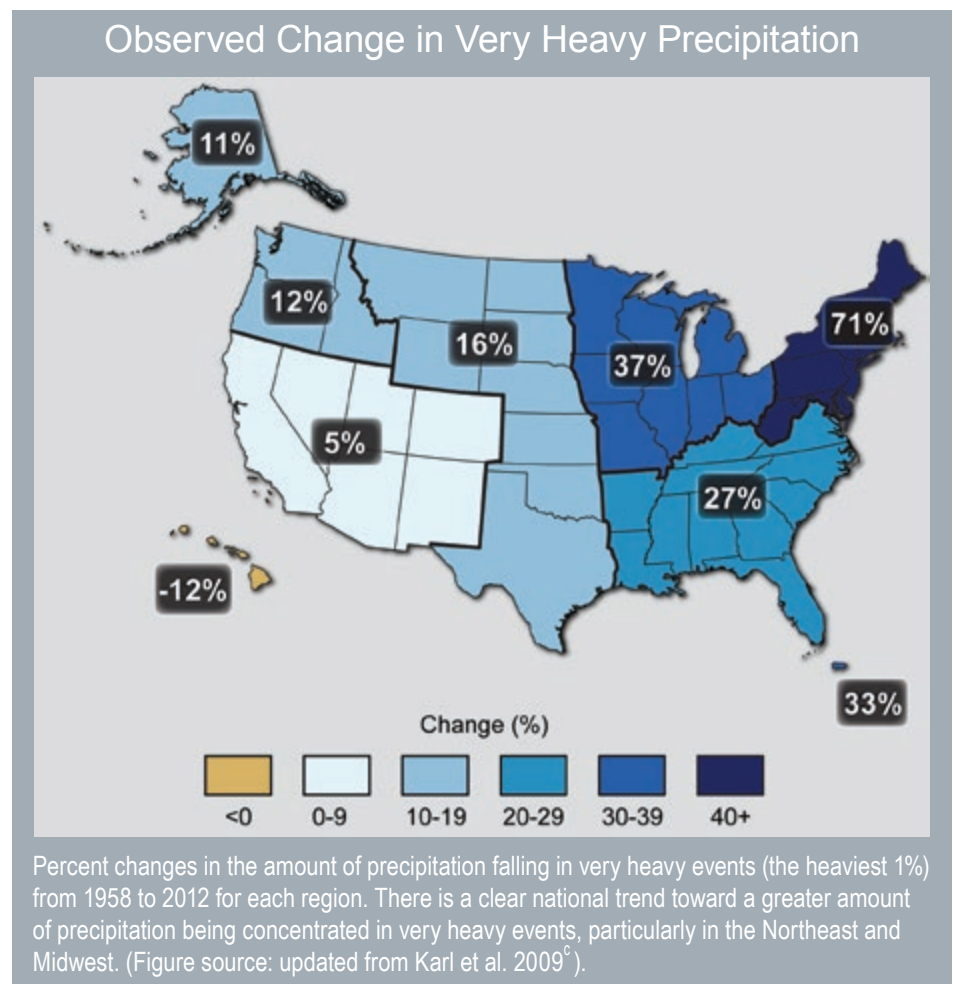 Observed Change in Very Heavy Precipitation
11%
12%
16%
37%
71%
5%
27%
-12%
33%
Change (%)
<0
0-9
10-19
20-29
30-39
40+
Percent changes in the amount of precipitation falling in very heavy events (the heaviest 1%)
from 1958 to 2012 for each region. There is a clear national trend toward a greater amount
of precipitation being concentrated in very heavy events, particularly in the Northeast and
Midwest. (Figure source: updated from Karl et al. 2009c).